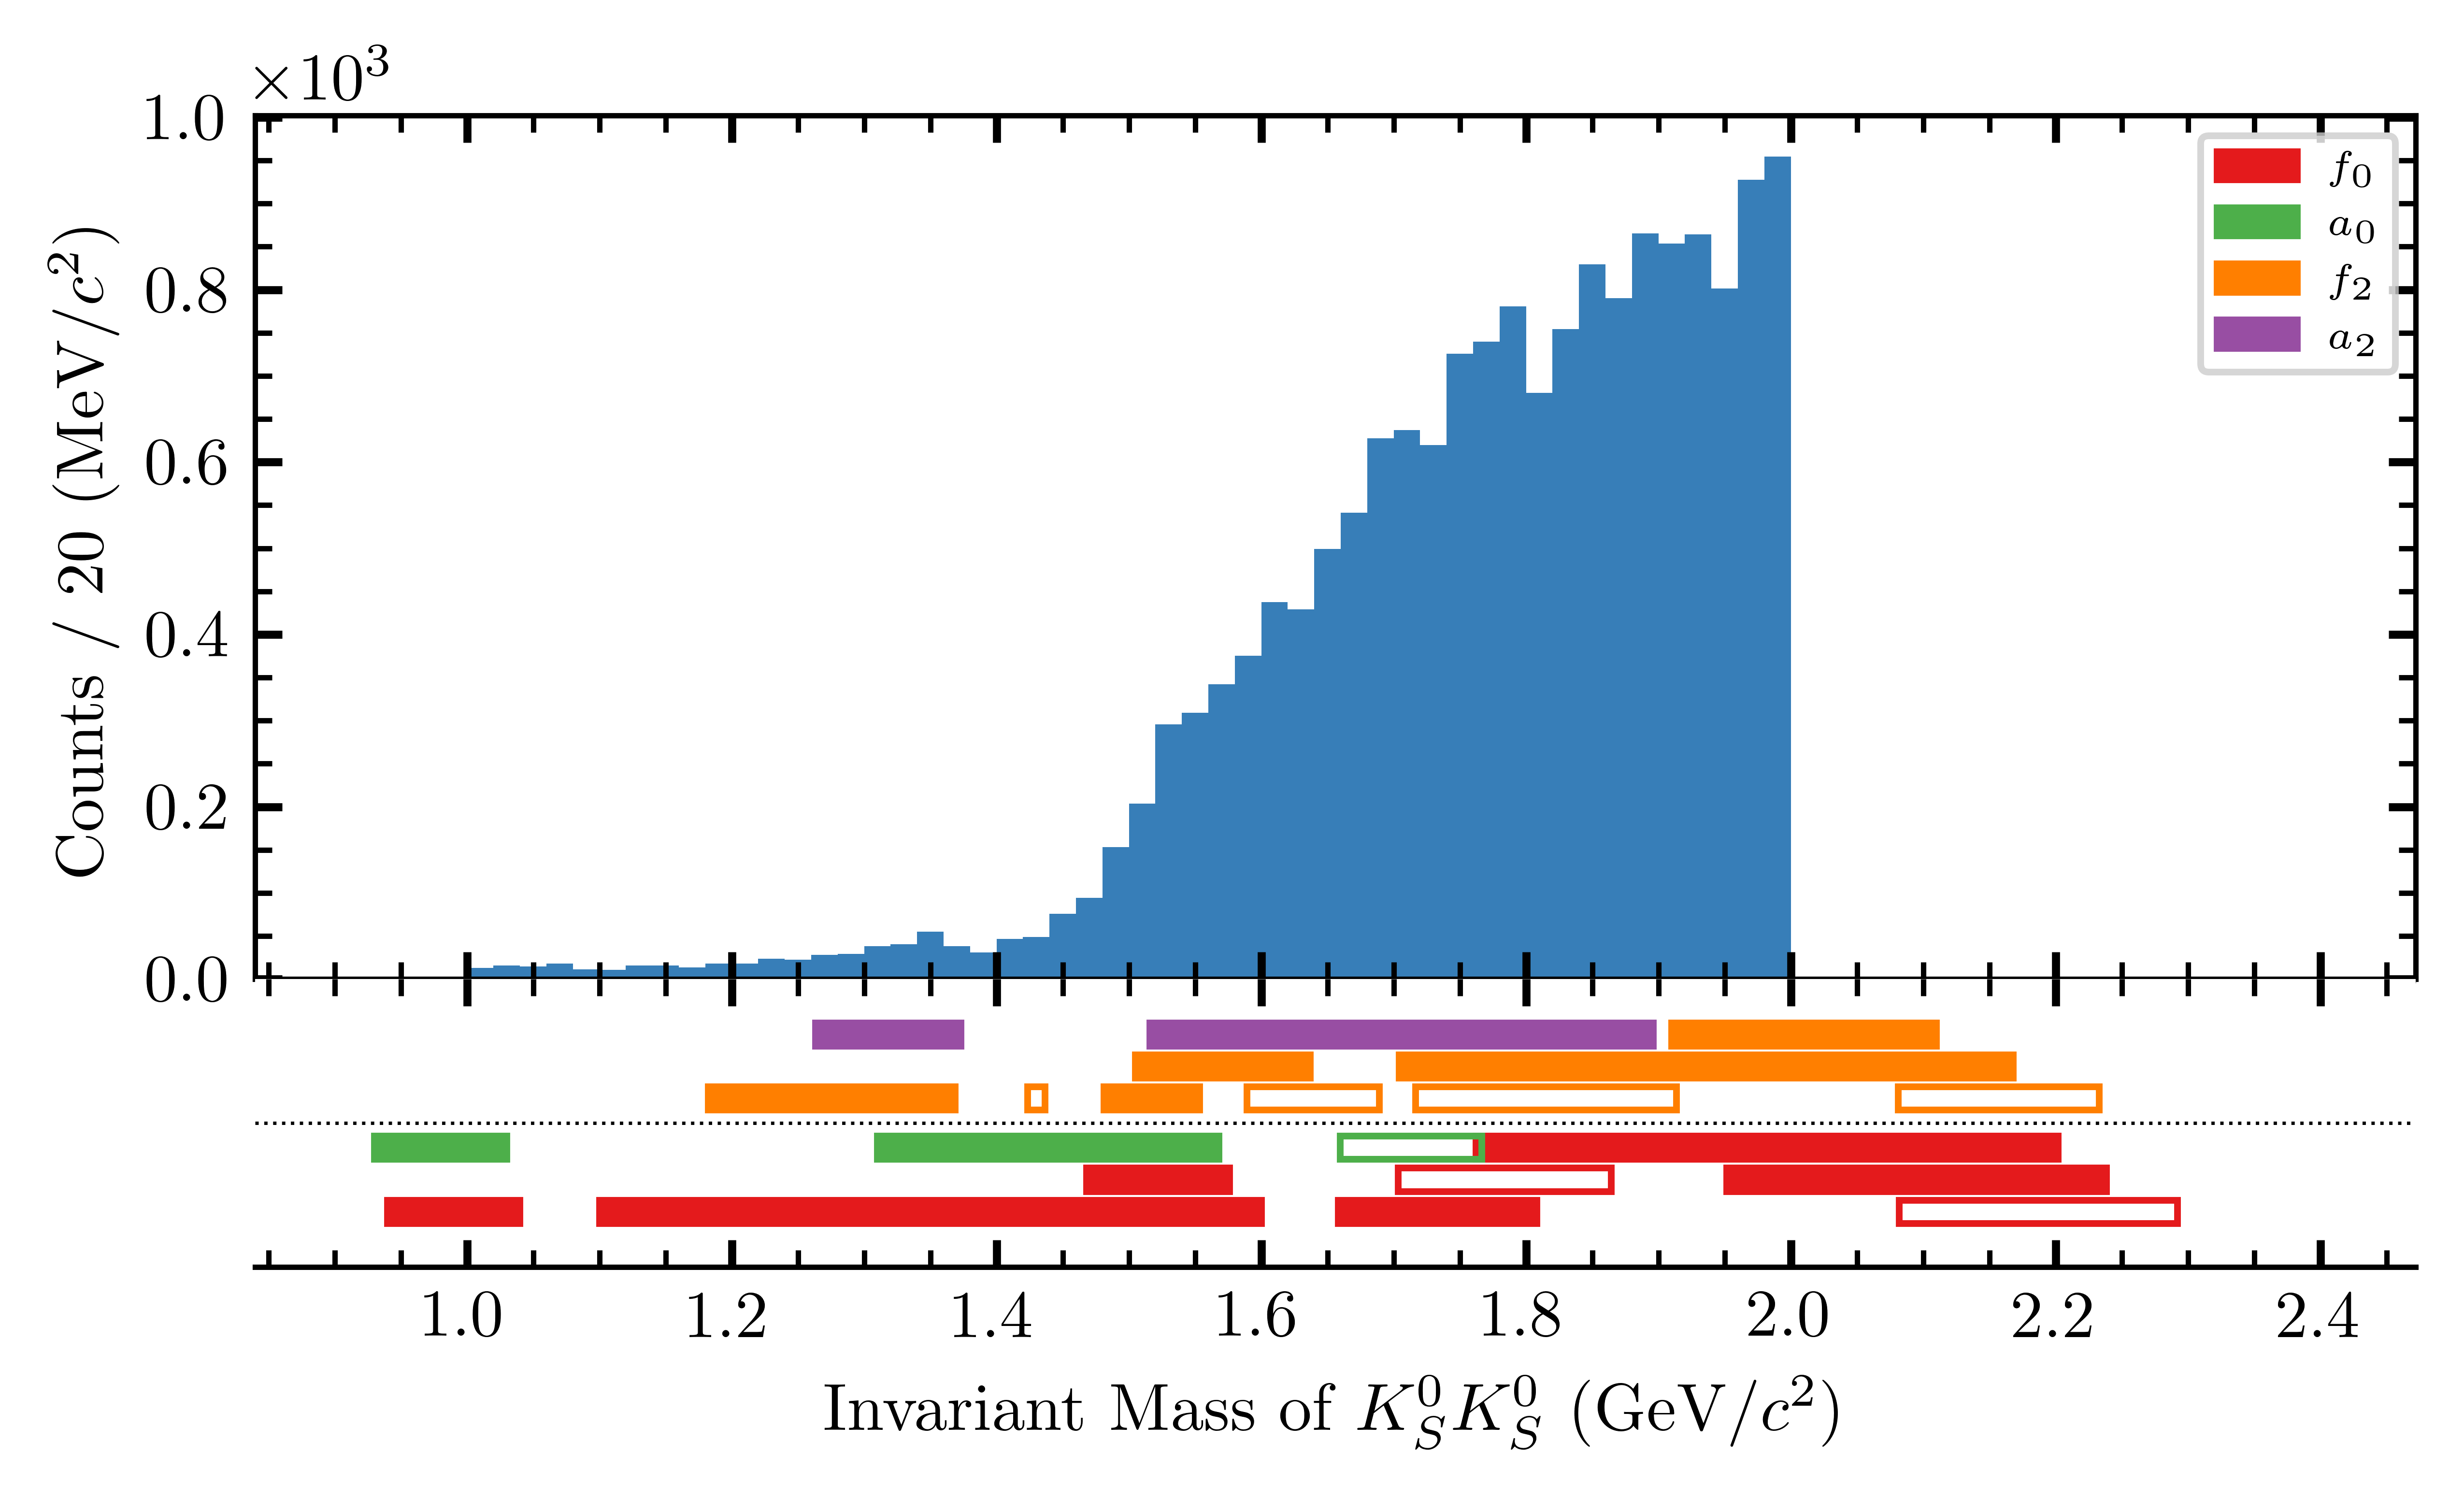 ×10³
1.0
0.8
0.6
0.4
0.2
0.0
Counts / 20 (MeV/c²)
f₀
a₀
f₂
a₂
1.0 1.2 1.4 1.6 1.8 2.0 2.2 2.4
Invariant Mass of K⁰_S K⁰_S (GeV/c²)